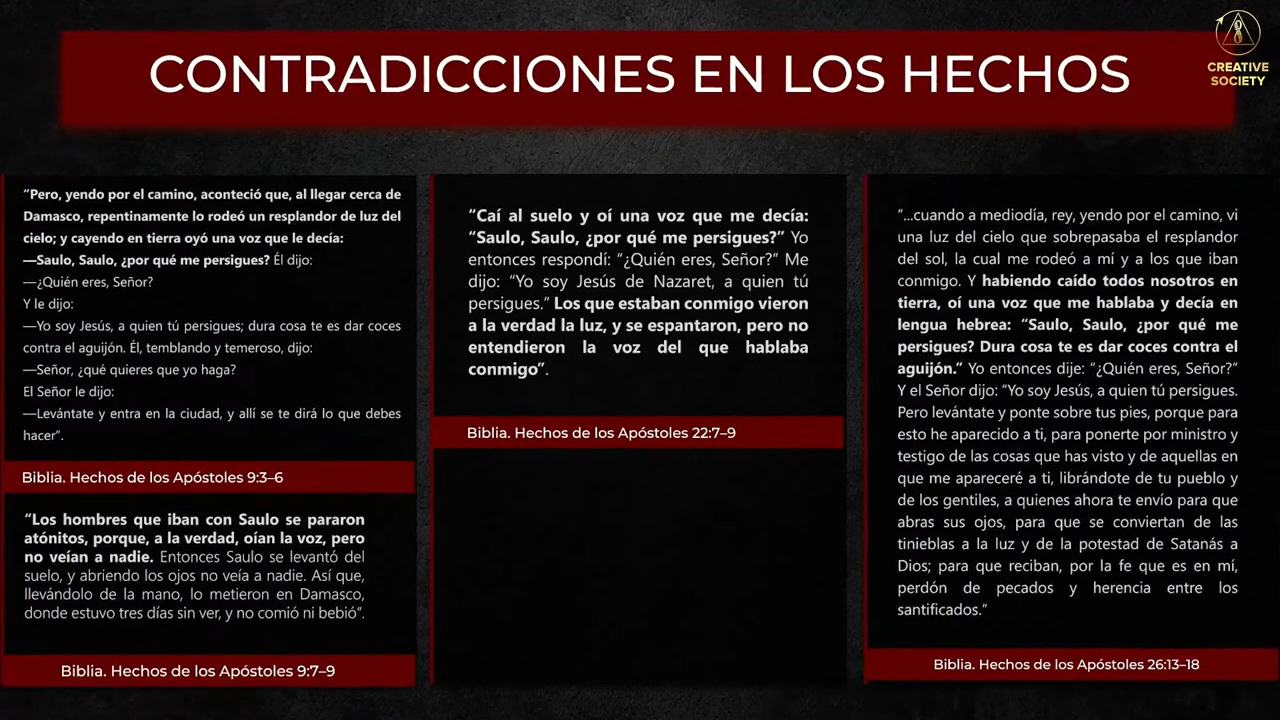 CONTRADICCIONES EN LOS HECHOS
CREATIVE
SOCIETY
“Pero, yendo por el camino, aconteció que, al llegar cerca de
Damasco, repentinamente lo rodeó un resplandor de luz del
cielo; y cayendo en tierra oyó una voz que le decía:
—Saulo, Saulo, ¿por qué me persigues? Él dijo:
—¿Quién eres, Señor?
Y le dijo:
—Yo soy Jesús, a quien tú persigues; dura cosa te es dar coces
contra el aguijón. Él, temblando y temeroso, dijo:
—Señor, ¿qué quieres que yo haga?
El Señor le dijo:
—Levántate y entra en la ciudad, y allí se te dirá lo que debes
hacer”.
Biblia. Hechos de los Apóstoles 9:3–6
“Los hombres que iban con Saulo se pararon
atónitos, porque, a la verdad, oían la voz, pero
no veían a nadie. Entonces Saulo se levantó del
suelo, y abriendo los ojos no veía a nadie. Así que,
llevándolo de la mano, lo metieron en Damasco,
donde estuvo tres días sin ver, y no comió ni bebió”.
Biblia. Hechos de los Apóstoles 9:7–9
“Caí al suelo y oí una voz que me decía:
“Saulo, Saulo, ¿por qué me persigues?” Yo
entonces respondí: “¿Quién eres, Señor?” Me
dijo: “Yo soy Jesús de Nazaret, a quien tú
persigues.” Los que estaban conmigo vieron
a la verdad la luz, y se espantaron, pero no
entendieron la voz del que hablaba
conmigo”.
Biblia. Hechos de los Apóstoles 22:7–9
“...cuando a mediodía, rey, yendo por el camino, vi
una luz del cielo que sobrepasaba el resplandor
del sol, la cual me rodeó a mí y a los que iban
conmigo. Y habiendo caído todos nosotros en
tierra, oí una voz que me hablaba y decía en
lengua hebrea: “Saulo, Saulo, ¿por qué me
persigues? Dura cosa te es dar coces contra el
aguijón.” Yo entonces dije: “¿Quién eres, Señor?”
Y el Señor dijo: “Yo soy Jesús, a quien tú persigues.
Pero levántate y ponte sobre tus pies, porque para
esto he aparecido a ti, para ponerte por ministro y
testigo de las cosas que has visto y de aquellas en
que me apareceré a ti, librándote de tu pueblo y
de los gentiles, a quienes ahora te envío para que
abras sus ojos, para que se conviertan de las
tinieblas a la luz y de la potestad de Satanás a
Dios; para que reciban, por la fe que es en mí,
perdón de pecados y herencia entre los
santificados.”
Biblia. Hechos de los Apóstoles 26:13–18